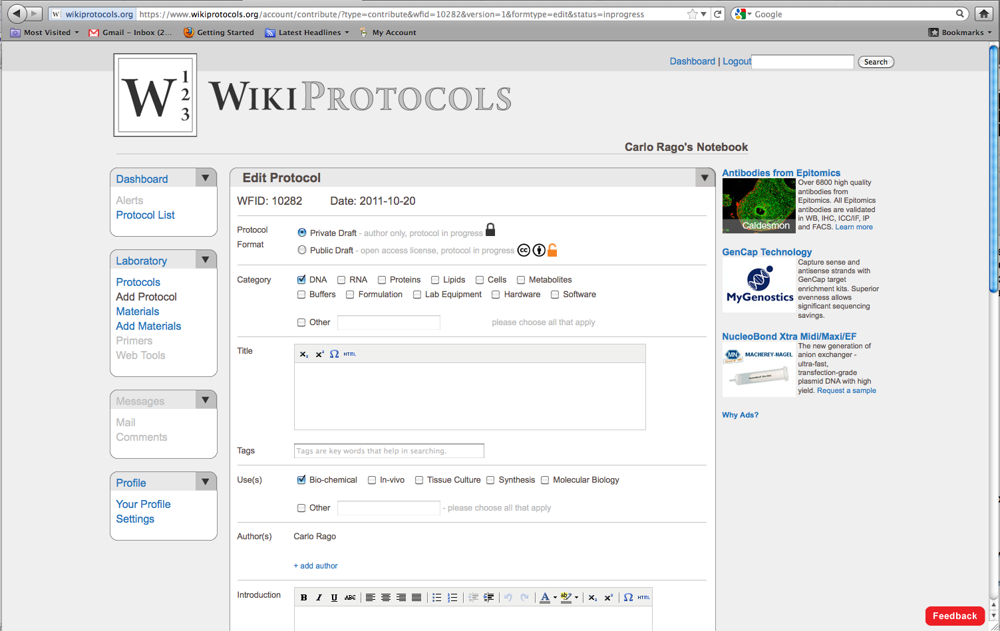 wikiprotocols.org https://www.wikiprotocols.org/account/contribute/?type=contribute&wfid=10282&version=1&formtype=edit&status=inprogress Google
Most Visited Gmail - Inbox (2... Getting Started Latest Headlines My Account Bookmarks
Dashboard | Logout Search
W 1 2 3
WIKIPROTOCOLS
Carlo Rago's Notebook
Dashboard
Alerts
Protocol List
Laboratory
Protocols
Add Protocol
Materials
Add Materials
Primers
Web Tools
Messages
Mail
Comments
Profile
Your Profile
Settings
Edit Protocol
WFID: 10282 Date: 2011-10-20
Protocol
Format
Private Draft - author only, protocol in progress
Public Draft - open access license, protocol in progress cc
Category DNA RNA Proteins Lipids Cells Metabolites
Buffers Formulation Lab Equipment Hardware Software
Other please choose all that apply
Title
x₂ x² Ω HTML
Tags Tags are key words that help in searching.
Use(s) Bio-chemical In-vivo Tissue Culture Synthesis Molecular Biology
Other - please choose all that apply
Author(s) Carlo Rago
+ add author
Introduction B I U ABC A ab x₂ x² Ω HTML
Antibodies from Epitomics
Caldesmon
Over 6800 high quality
antibodies from
Epitomics. All Epitomics
antibodies are validated
in WB, IHC, ICC/IF, IP
and FACS. Learn more
GenCap Technology
MyGenostics
Capture sense and
antisense strands with
GenCap target
enrichment kits. Superior
evenness allows
significant sequencing
savings.
NucleoBond Xtra Midi/Maxi/EF
MN MACHEREY-NAGEL
The new generation of
anion exchanger -
ultra-fast,
transfection-grade
plasmid DNA with high
yield. Request a sample
Why Ads?
Feedback